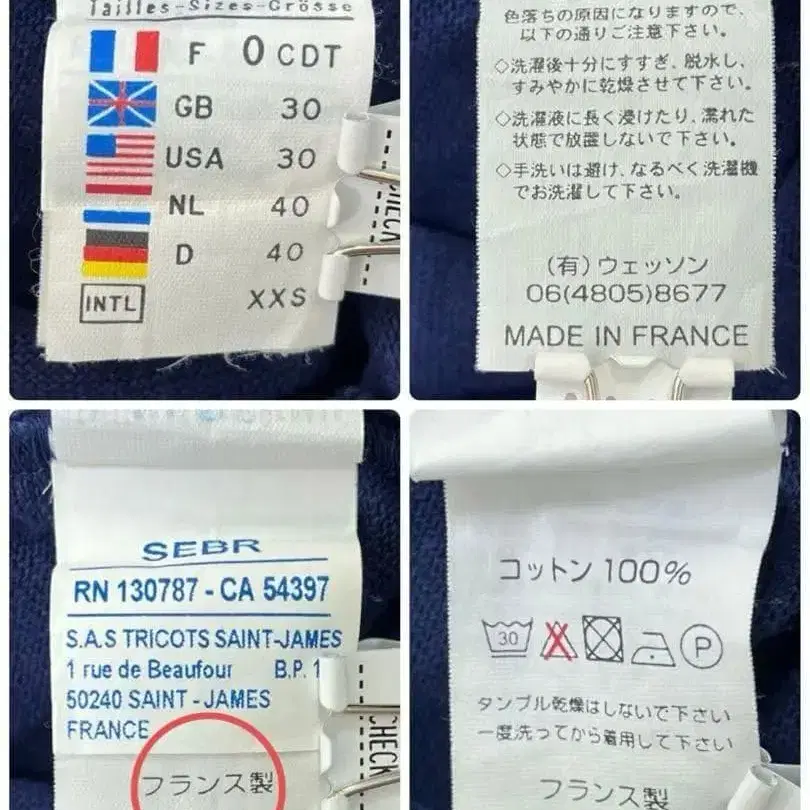 Tailles-Sizes-Grösse
F 0 CDT
GB 30
USA 30
NL 40
D 40
INTL XXS
CHECK
色落ちの原因になりますので、
以下の通りご注意下さい。
◇洗濯後十分にすすぎ、脱水し、
すみやかに乾燥させて下さい。
◇洗濯液に長く浸けたり、濡れた
状態で放置しないで下さい。
◇手洗いは避け、なるべく洗濯機
でお洗濯して下さい。
(有)ウェッソン
06(4805)8677
MADE IN FRANCE
SEBR
RN 130787 - CA 54397
S.A.S TRICOTS SAINT-JAMES
1 rue de Beaufour B.P. 1
50240 SAINT - JAMES
FRANCE
フランス製
CHECK
コットン 100%
30 P
タンブル乾燥はしないで下さい
一度洗ってから着用して下さい
フランス製